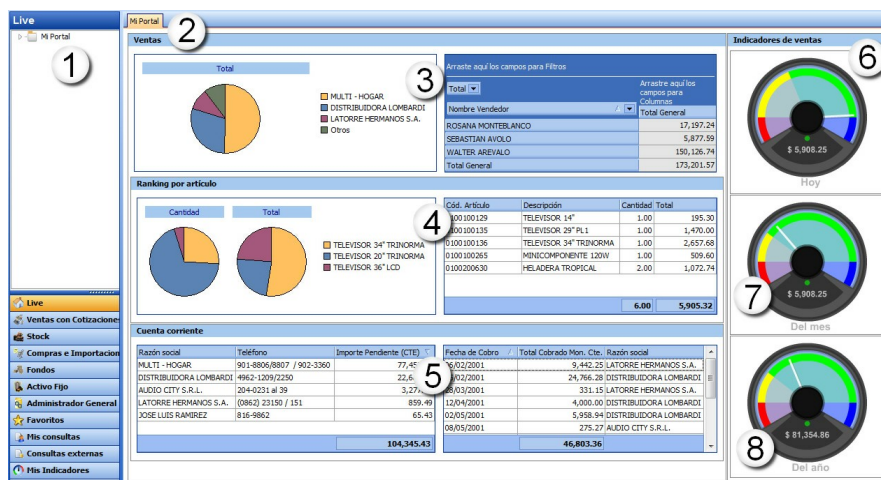 Live
Mi Portal
1
Live
Ventas con Cotizaciones
Stock
Compras e Importacion
Fondos
Activo Fijo
Administrador General
Favoritos
Mis consultas
Consultas externas
Mis Indicadores
Mi Portal
2
Ventas
Total
MULTI - HOGAR
DISTRIBUIDORA LOMBARDI
LATORRE HERMANOS S.A.
Otros
3
Arraste aquí los campos para Filtros
Total
Arrastre aquí los campos para Columnas
Nombre Vendedor
Total General
ROSANA MONTEBLANCO 17,197.24
SEBASTIAN AVOLO 5,877.59
WALTER AREVALO 150,126.74
Total General 173,201.57
Ranking por artículo
Cantidad
Total
TELEVISOR 34" TRINORMA
TELEVISOR 20" TRINORMA
TELEVISOR 36" LCD
4
Cód. Artículo Descripción Cantidad Total
0100100129 TELEVISOR 14" 1.00 195.30
0100100135 TELEVISOR 29" PL1 1.00 1,470.00
0100100136 TELEVISOR 34" TRINORMA 1.00 2,657.68
0100100265 MINICOMPONENTE 120W 1.00 509.60
0100200630 HELADERA TROPICAL 2.00 1,072.74
6.00 5,905.32
Cuenta corriente
Razón social Teléfono Importe Pendiente (CTE)
MULTI - HOGAR 901-8806/8807 / 902-3360
DISTRIBUIDORA LOMBARDI 4962-1209/2250
AUDIO CITY S.R.L. 204-0231 al 39
LATORRE HERMANOS S.A. (0862) 23150 / 151 859.49
JOSE LUIS RAMIREZ 816-9862 65.43
104,345.43
5
Fecha de Cobro Total Cobrado Mon. Cte. Razón social
9,442.25 LATORRE HERMANOS S.A.
24,766.28 DISTRIBUIDORA LOMBARDI
331.15 LATORRE HERMANOS S.A.
12/04/2001 4,000.00 DISTRIBUIDORA LOMBARDI
02/05/2001 5,958.94 DISTRIBUIDORA LOMBARDI
08/05/2001 275.27 AUDIO CITY S.R.L.
46,803.36
Indicadores de ventas
6
$ 5,908.25
Hoy
7
$ 5,908.25
Del mes
8
$ 81,354.86
Del año